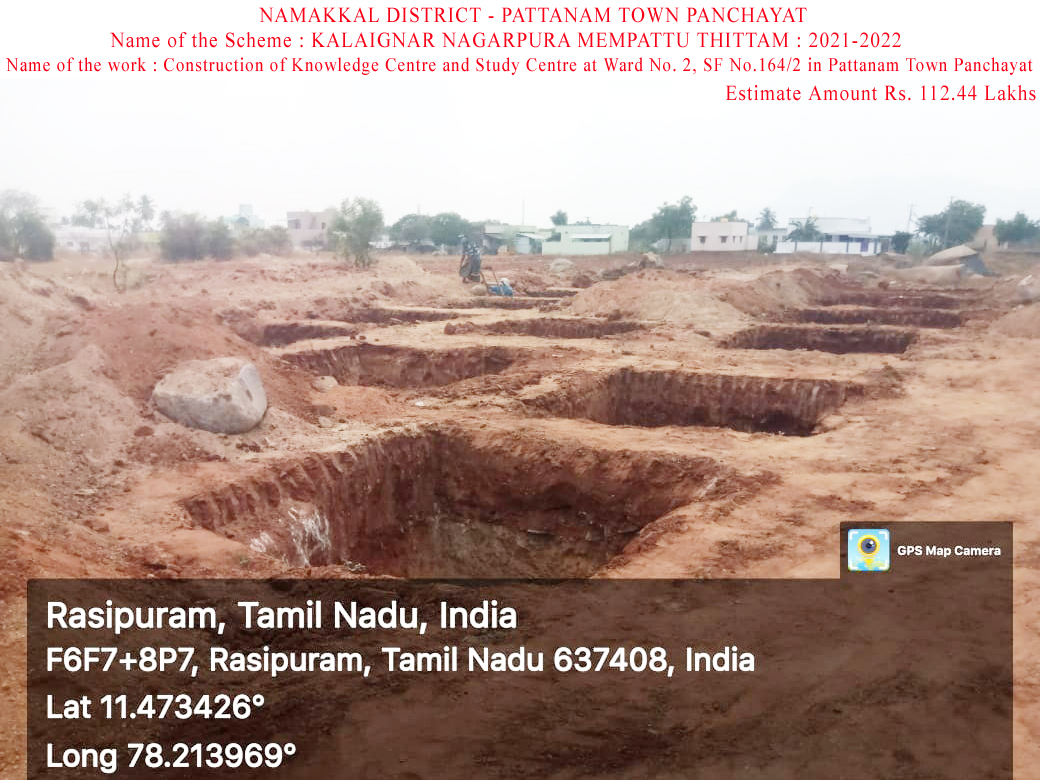 NAMAKKAL DISTRICT - PATTANAM TOWN PANCHAYAT
Name of the Scheme : KALAIGNAR NAGARPURA MEMPATTU THITTAM : 2021-2022
Name of the work : Construction of Knowledge Centre and Study Centre at Ward No. 2, SF No.164/2 in Pattanam Town Panchayat
Estimate Amount Rs. 112.44 Lakhs
GPS Map Camera
Rasipuram, Tamil Nadu, India
F6F7+8P7, Rasipuram, Tamil Nadu 637408, India
Lat 11.473426°
Long 78.213969°